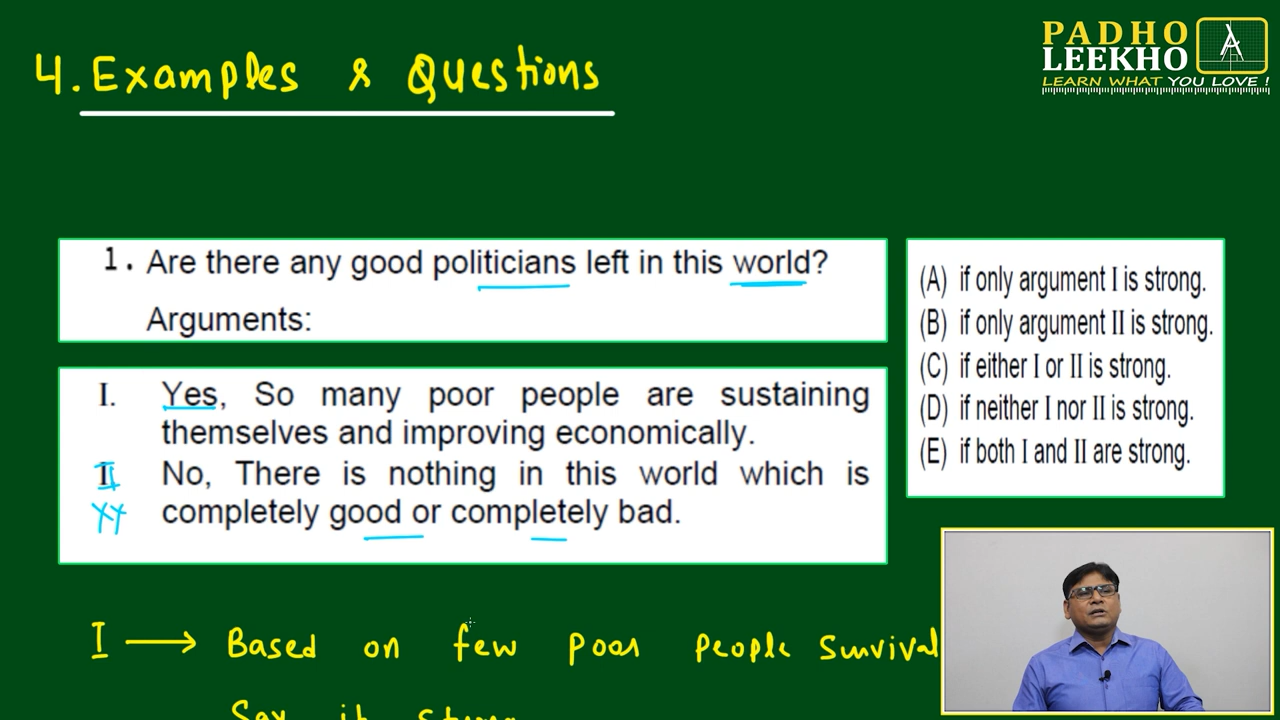 PADHO
LEEKHO
LEARN WHAT YOU LOVE !
4. Examples & Questions
1. Are there any good politicians left in this world?
Arguments:
I. Yes, So many poor people are sustaining
themselves and improving economically.
II No, There is nothing in this world which is
XX completely good or completely bad.
(A) if only argument I is strong.
(B) if only argument II is strong.
(C) if either I or II is strong.
(D) if neither I nor II is strong.
(E) if both I and II are strong.
I → Based on few poor people survival
Say it strong